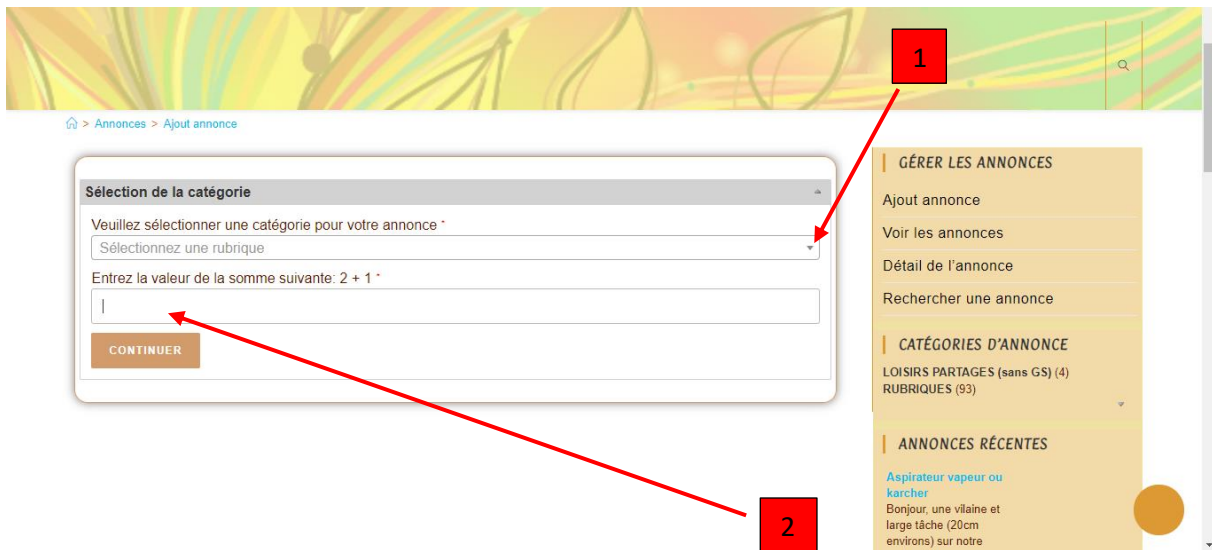 1
> Annonces > Ajout annonce
Sélection de la catégorie
Veuillez sélectionner une catégorie pour votre annonce *
Sélectionnez une rubrique
Entrez la valeur de la somme suivante: 2 + 1 *
CONTINUER
2
GÉRER LES ANNONCES
Ajout annonce
Voir les annonces
Détail de l'annonce
Rechercher une annonce
CATÉGORIES D'ANNONCE
LOISIRS PARTAGES (sans GS) (4)
RUBRIQUES (93)
ANNONCES RÉCENTES
Aspirateur vapeur ou
karcher
Bonjour, une vilaine et
large tâche (20cm
environs) sur notre